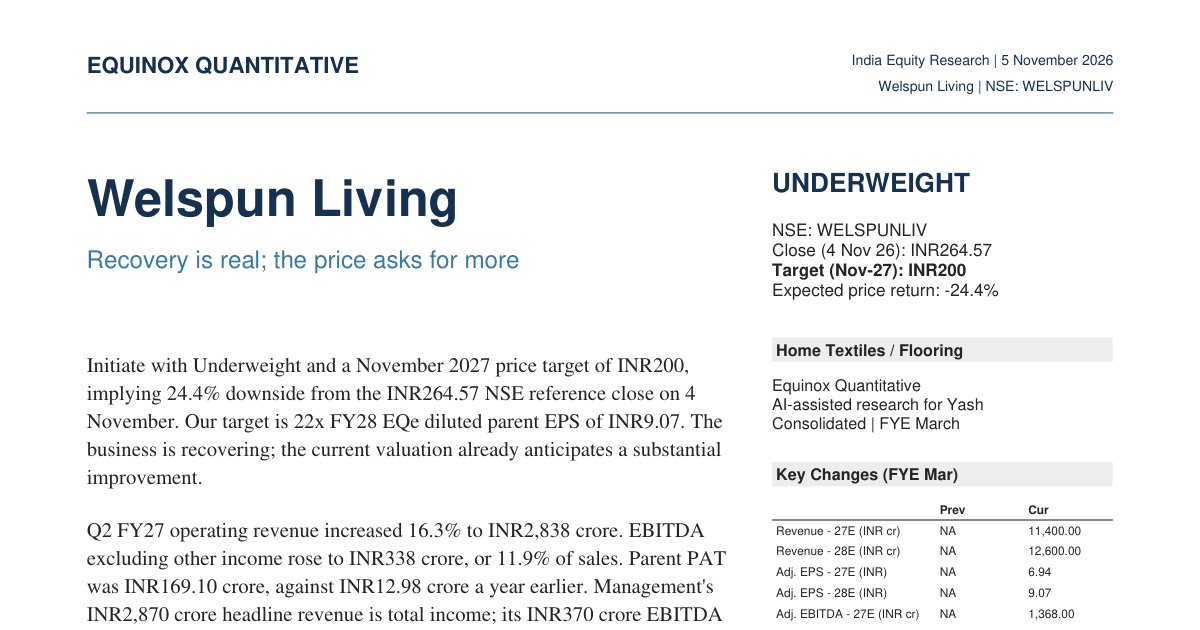 EQUINOX QUANTITATIVE
India Equity Research | 5 November 2026
Welspun Living | NSE: WELSPUNLIV
Welspun Living
Recovery is real; the price asks for more
Initiate with Underweight and a November 2027 price target of INR200,
implying 24.4% downside from the INR264.57 NSE reference close on 4
November. Our target is 22x FY28 EQe diluted parent EPS of INR9.07. The
business is recovering; the current valuation already anticipates a substantial
improvement.
Q2 FY27 operating revenue increased 16.3% to INR2,838 crore. EBITDA
excluding other income rose to INR338 crore, or 11.9% of sales. Parent PAT
was INR169.10 crore, against INR12.98 crore a year earlier. Management's
INR2,870 crore headline revenue is total income; its INR370 crore EBITDA
UNDERWEIGHT
NSE: WELSPUNLIV
Close (4 Nov 26): INR264.57
Target (Nov-27): INR200
Expected price return: -24.4%
Home Textiles / Flooring
Equinox Quantitative
AI-assisted research for Yash
Consolidated | FYE March
Key Changes (FYE Mar)
Prev Cur
Revenue - 27E (INR cr) NA 11,400.00
Revenue - 28E (INR cr) NA 12,600.00
Adj. EPS - 27E (INR) NA 6.94
Adj. EPS - 28E (INR) NA 9.07
Adj. EBITDA - 27E (INR cr) NA 1,368.00